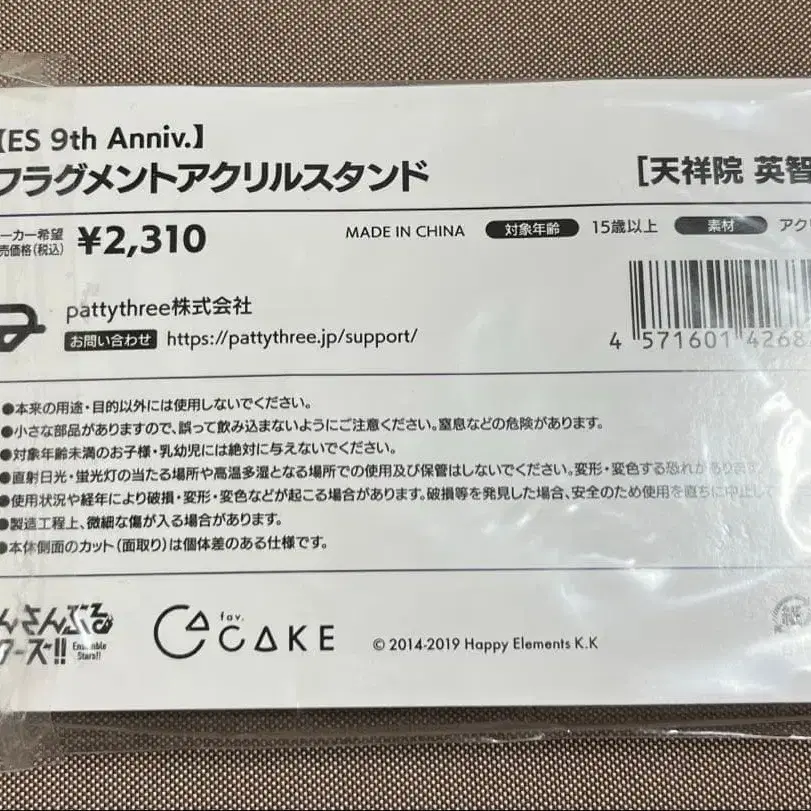 【ES 9th Anniv.】
フラグメントアクリルスタンド
[天祥院 英智
ーカー希望
売価格(税込)
¥2,310
MADE IN CHINA
対象年齢
15歳以上
素材
アク
pattythree株式会社
お問い合わせ https://pattythree.jp/support/
4 571601 4268
●本来の用途・目的以外には使用しないでください。
●小さな部品がありますので、誤って飲み込まないようにご注意ください。窒息などの危険があります。
●対象年齢未満のお子様・乳幼児には絶対に与えないでください。
●直射日光・蛍光灯の当たる場所や高温多湿となる場所での使用及び保管はしないでください。変形・変色する恐れがあります。
●使用状況や経年により破損・変形・変色などが起こる場合があります。破損等を発見した場合、安全のため使用を直ちに中止して
●製造工程上、微細な傷が入る場合があります。
●本体側面のカット(面取り)は個体差のある仕様です。
んさんぶる
ターズ!!
Ensemble
Stars!!
fav.
CAKE
© 2014-2019 Happy Elements K.K
紙